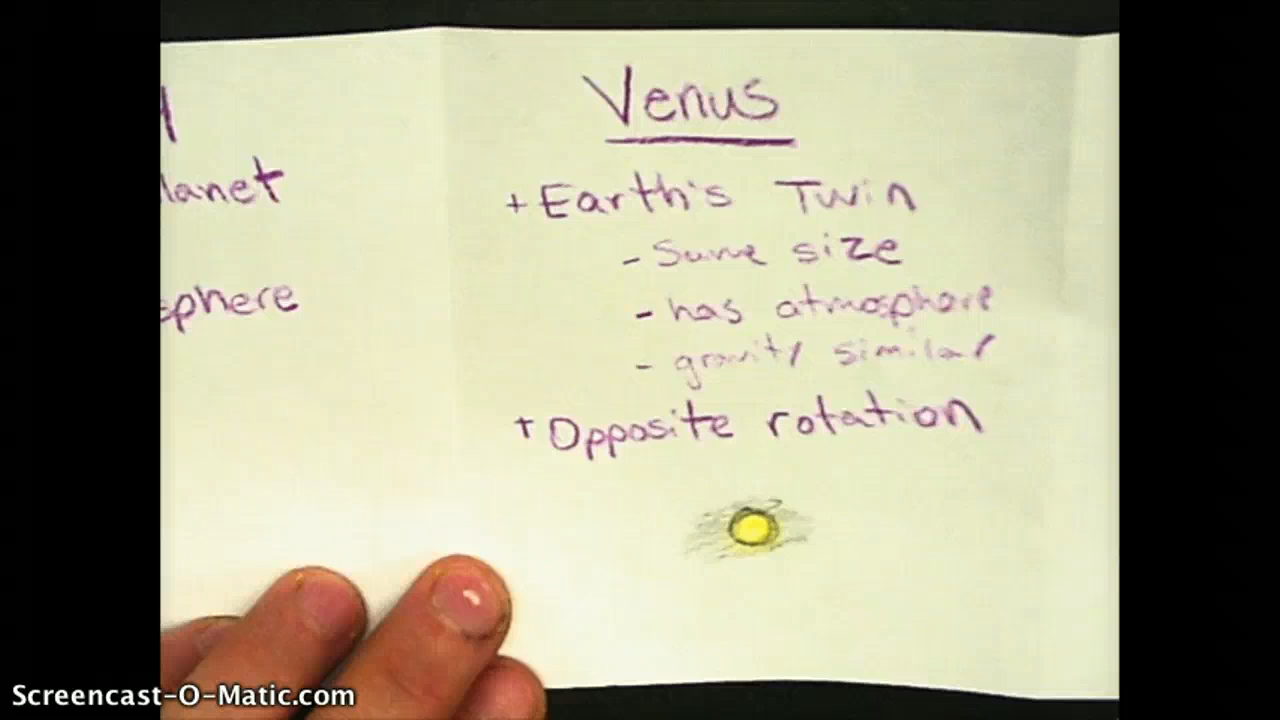 lanet
sphere
Venus
+ Earth's Twin
- Same size
- has atmosphere
- gravity similar
+ Opposite rotation
Screencast-O-Matic.com